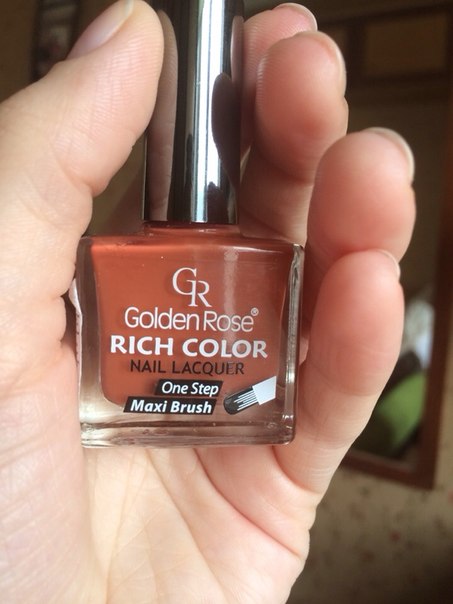 GR
Golden Rose®
RICH COLOR
NAIL LACQUER
One Step
Maxi Brush